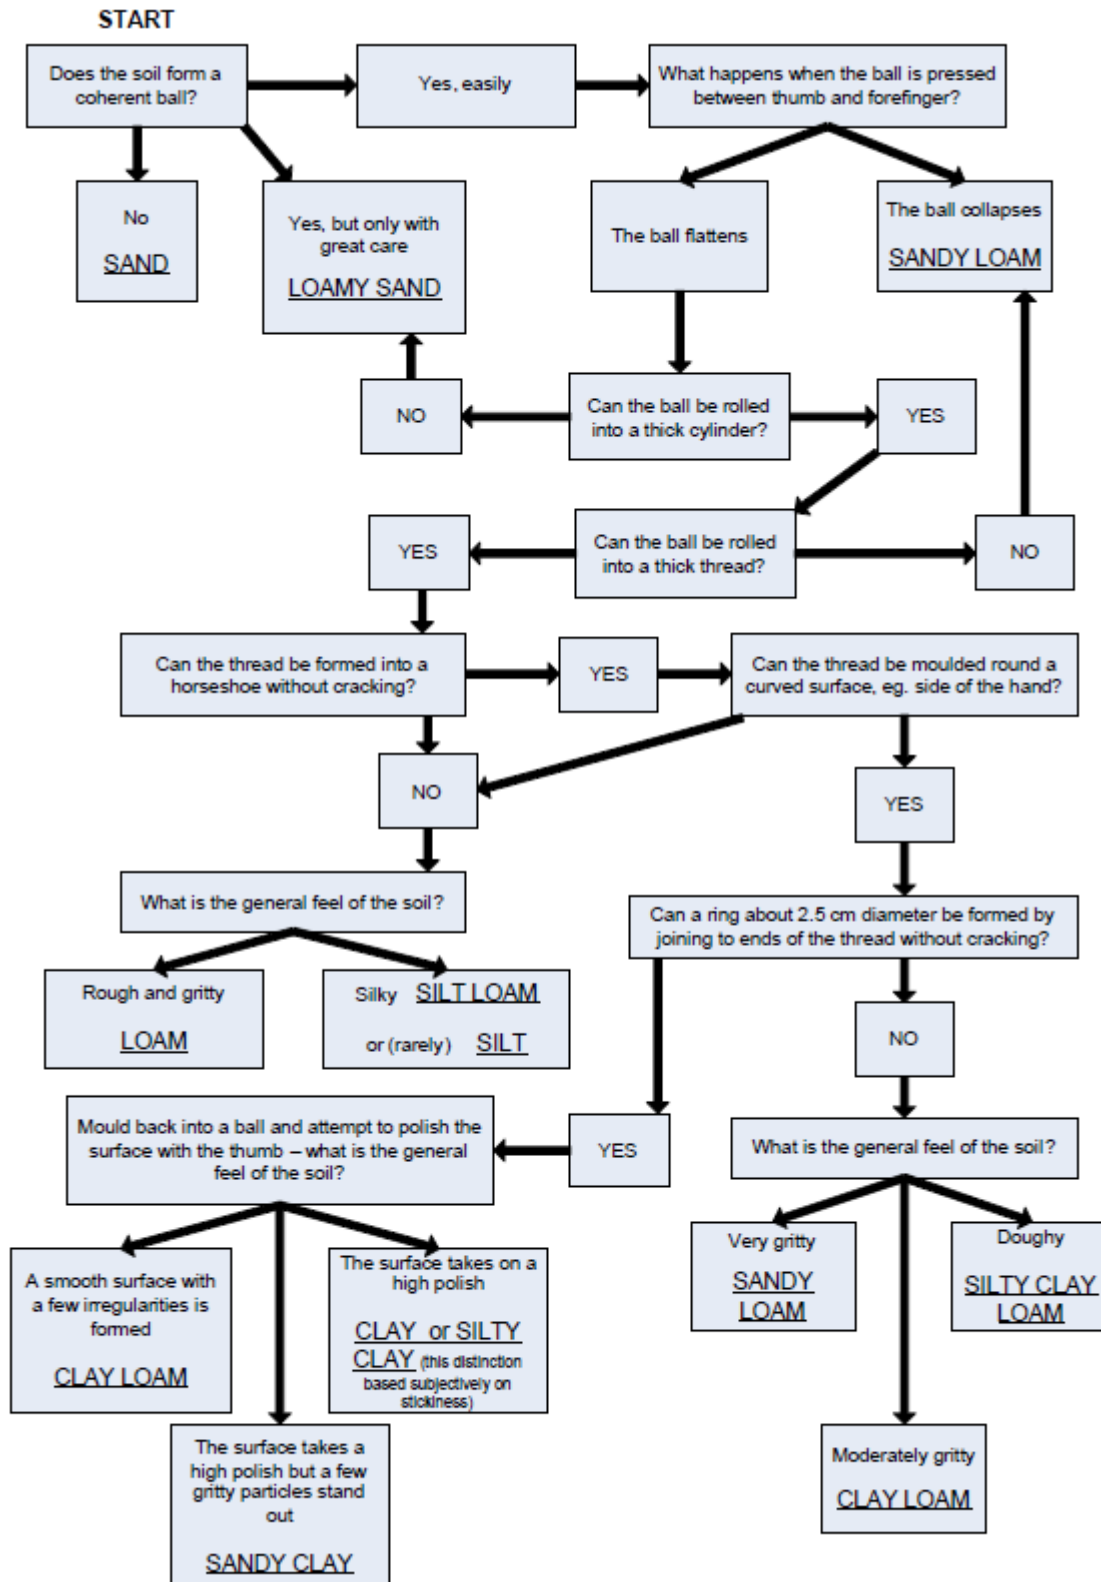 START
Does the soil form a
coherent ball?
Yes, easily
What happens when the ball is pressed
between thumb and forefinger?
No
SAND
Yes, but only with
great care
LOAMY SAND
The ball flattens
The ball collapses
SANDY LOAM
NO
Can the ball be rolled
into a thick cylinder?
YES
YES
Can the ball be rolled
into a thick thread?
NO
Can the thread be formed into a
horseshoe without cracking?
YES
Can the thread be moulded round a
curved surface, eg. side of the hand?
NO
YES
What is the general feel of the soil?
Can a ring about 2.5 cm diameter be formed by
joining to ends of the thread without cracking?
Rough and gritty
LOAM
Silky SILT LOAM
or (rarely) SILT
NO
Mould back into a ball and attempt to polish the
surface with the thumb – what is the general
feel of the soil?
YES
What is the general feel of the soil?
A smooth surface with
a few irregularities is
formed
CLAY LOAM
The surface takes on a
high polish
CLAY or SILTY
CLAY (this distinction
based subjectively on
stickiness)
Very gritty
SANDY
LOAM
Doughy
SILTY CLAY
LOAM
The surface takes a
high polish but a few
gritty particles stand
out
SANDY CLAY
Moderately gritty
CLAY LOAM